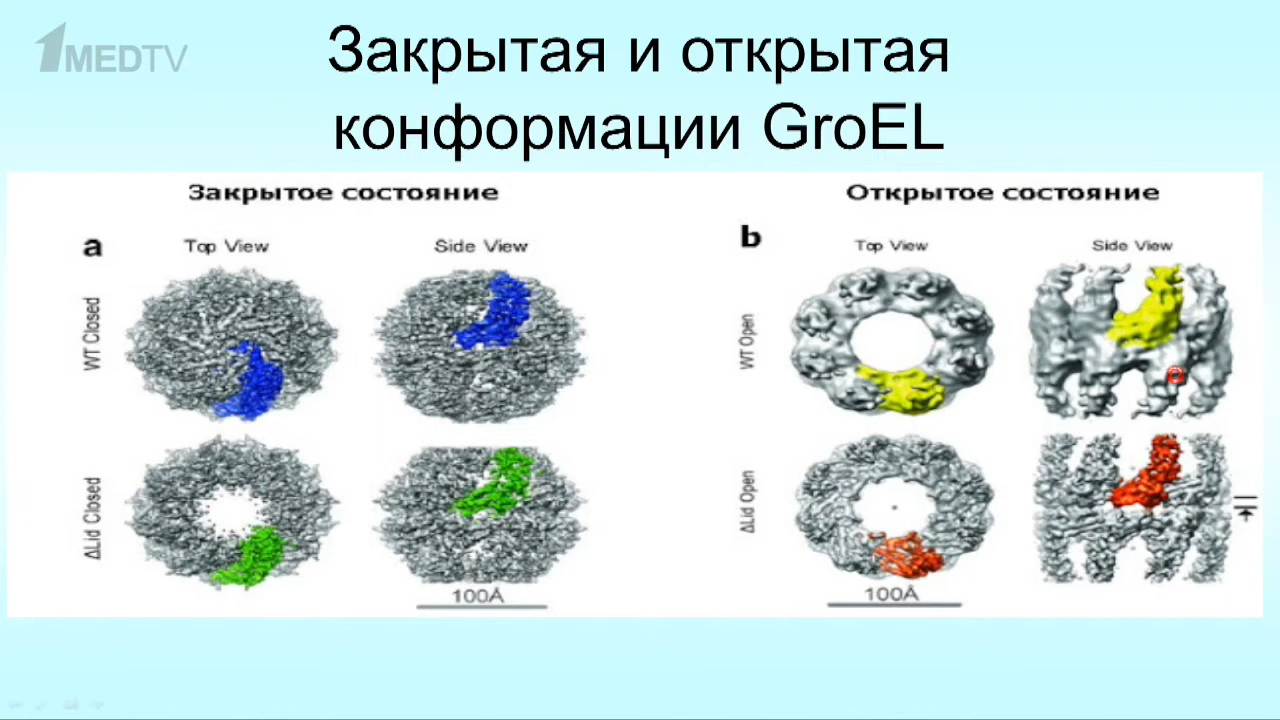 1MEDTV
Закрытая и открытая
конформации GroEL
Закрытое состояние
Открытое состояние
a
Top View
Side View
b
Top View
Side View
WT Closed
WT Open
ΔLid Closed
ΔLid Open
100Å
100Å